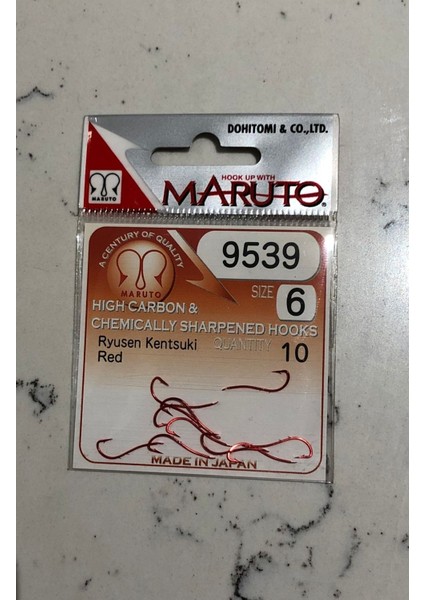 DOHITOMI & CO.,LTD.
HOOK UP WITH
MARUTO
MARUTO
A CENTURY OF QUALITY
MARUTO
9539
SIZE 6
HIGH CARBON &
CHEMICALLY SHARPENED HOOKS
Ryusen Kentsuki
Red
QUANTITY 10
MADE IN JAPAN